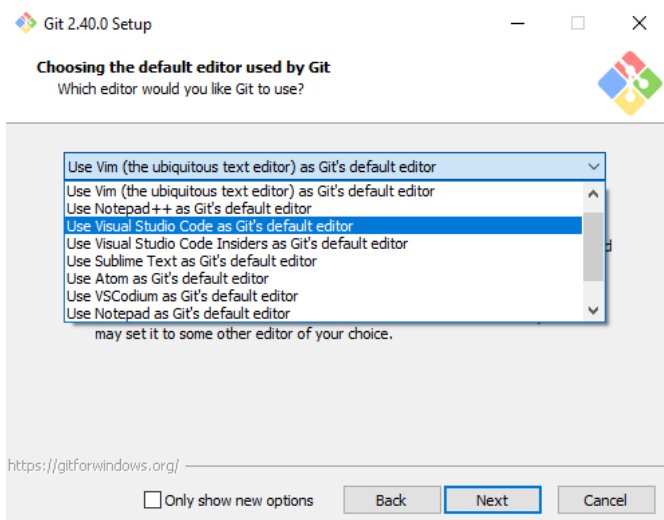 Git 2.40.0 Setup
Choosing the default editor used by Git
Which editor would you like Git to use?
Use Vim (the ubiquitous text editor) as Git's default editor
Use Vim (the ubiquitous text editor) as Git's default editor
Use Notepad++ as Git's default editor
Use Visual Studio Code as Git's default editor
Use Visual Studio Code Insiders as Git's default editor
Use Sublime Text as Git's default editor
Use Atom as Git's default editor
Use VSCodium as Git's default editor
Use Notepad as Git's default editor
may set it to some other editor of your choice.
https://gitforwindows.org/
Only show new options
Back Next Cancel